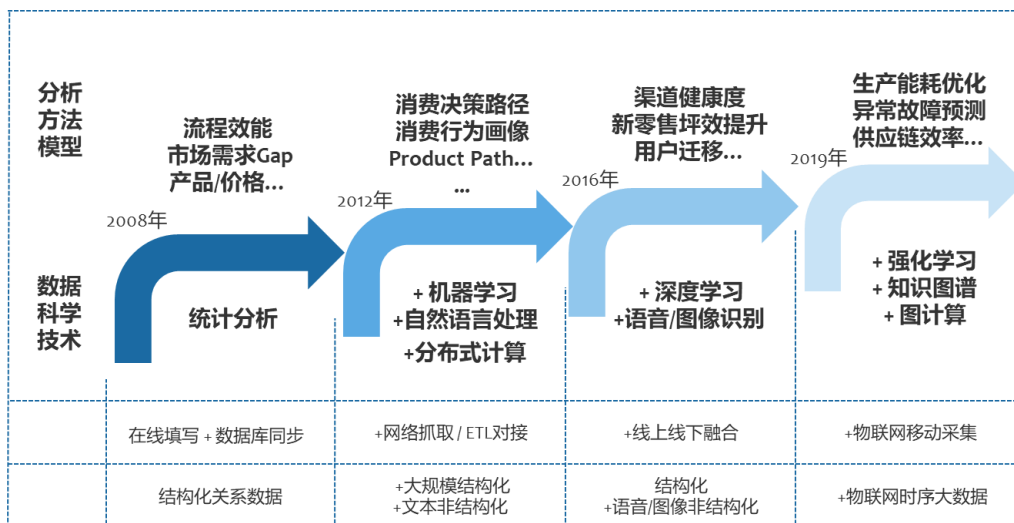 分析
方法
模型
流程效能
市场需求Gap
产品/价格...
消费决策路径
消费行为画像
Product Path...
...
渠道健康度
新零售坪效提升
用户迁移...
生产能耗优化
异常故障预测
供应链效率...
2008年
2012年
2016年
2019年
数据
科学
技术
统计分析
+ 机器学习
+自然语言处理
+分布式计算
+ 深度学习
+语音/图像识别
+ 强化学习
+ 知识图谱
+ 图计算
在线填写 + 数据库同步
+网络抓取 / ETL对接
+线上线下融合
+物联网移动采集
结构化关系数据
+大规模结构化
+文本非结构化
结构化
+语音/图像非结构化
+物联网时序大数据